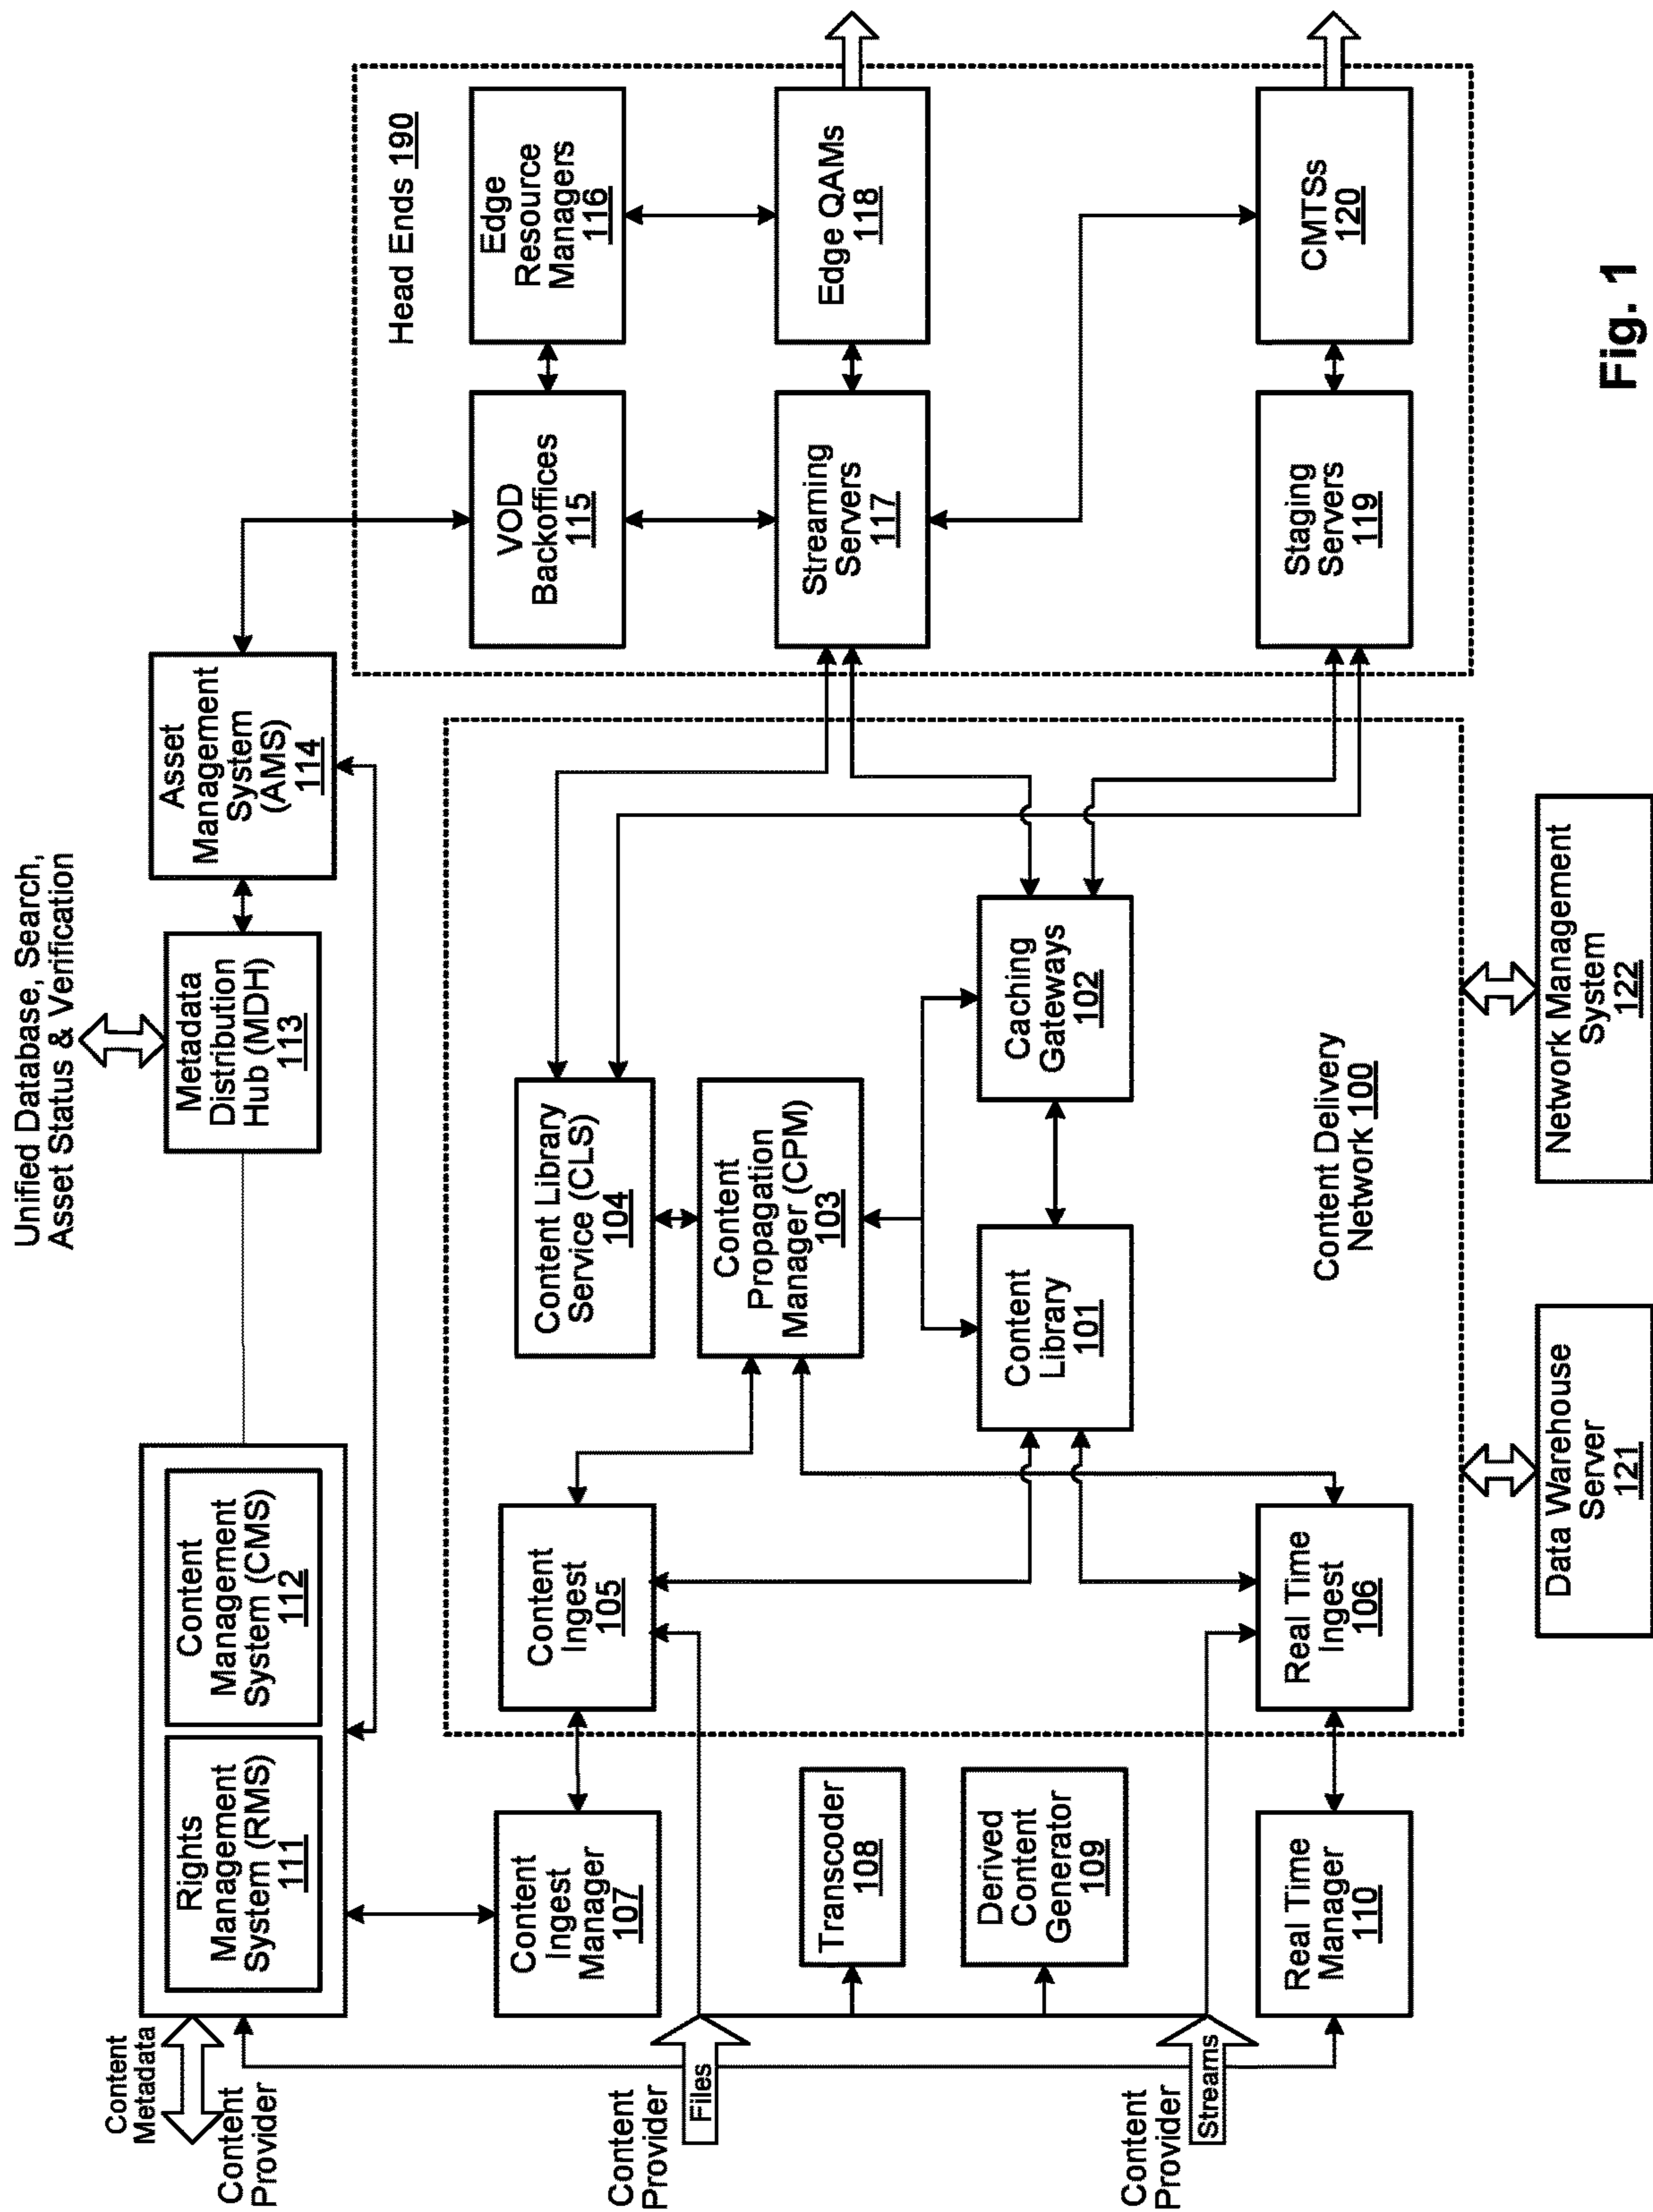 Unified Database, Search,
Asset Status & Verification
Content
Metadata
Content
Provider
Rights
Management
System (RMS)
111
Content
Management
System (CMS)
112
Metadata
Distribution
Hub (MDH)
113
Asset
Management
System
(AMS)
114
Head Ends 190
Content
Ingest
Manager
107
Content
Ingest
105
Content Library
Service (CLS)
104
VOD
Backoffices
115
Edge
Resource
Managers
116
Content
Provider
Files
Transcoder
108
Content
Propagation
Manager (CPM)
103
Streaming
Servers
117
Edge QAMs
118
Derived
Content
Generator
109
Content
Library
101
Caching
Gateways
102
Content
Provider
Streams
Real Time
Manager
110
Real Time
Ingest
106
Content Delivery
Network 100
Staging
Servers
119
CMTSs
120
Data Warehouse
Server
121
Network Management
System
122
Fig. 1